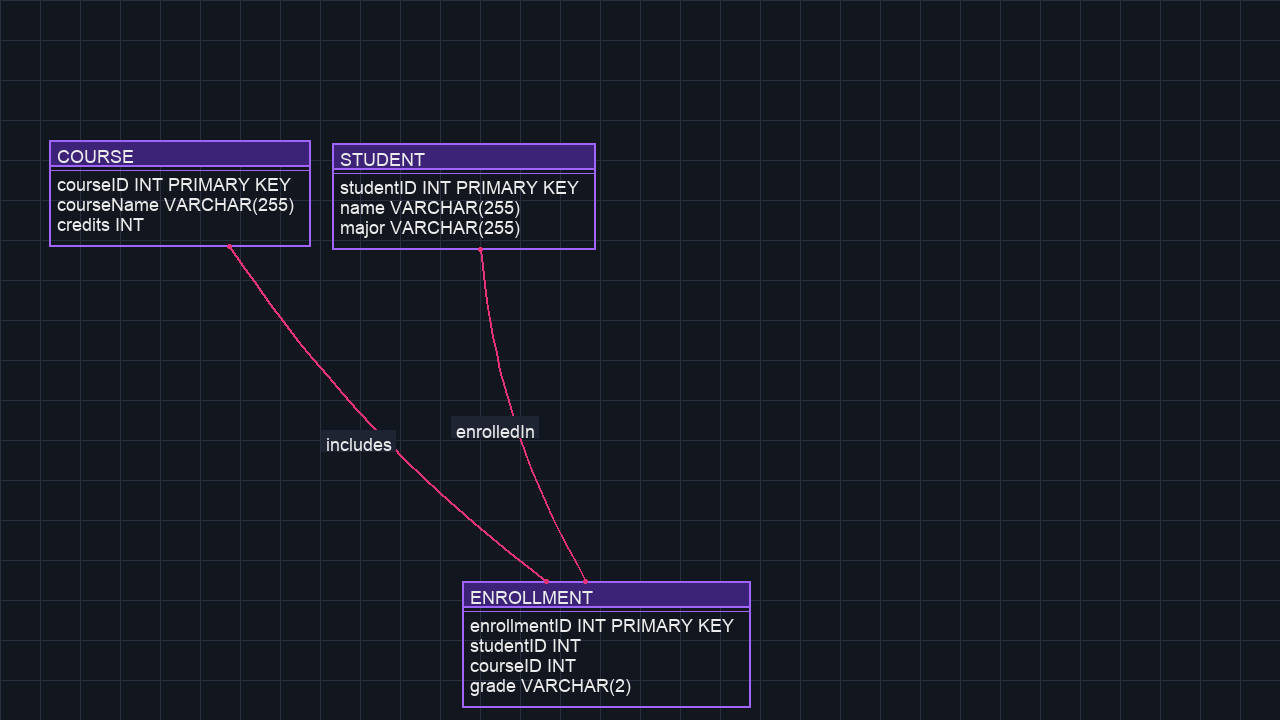 COURSE
courseID INT PRIMARY KEY
courseName VARCHAR(255)
credits INT
STUDENT
studentID INT PRIMARY KEY
name VARCHAR(255)
major VARCHAR(255)
includes
enrolledIn
ENROLLMENT
enrollmentID INT PRIMARY KEY
studentID INT
courseID INT
grade VARCHAR(2)